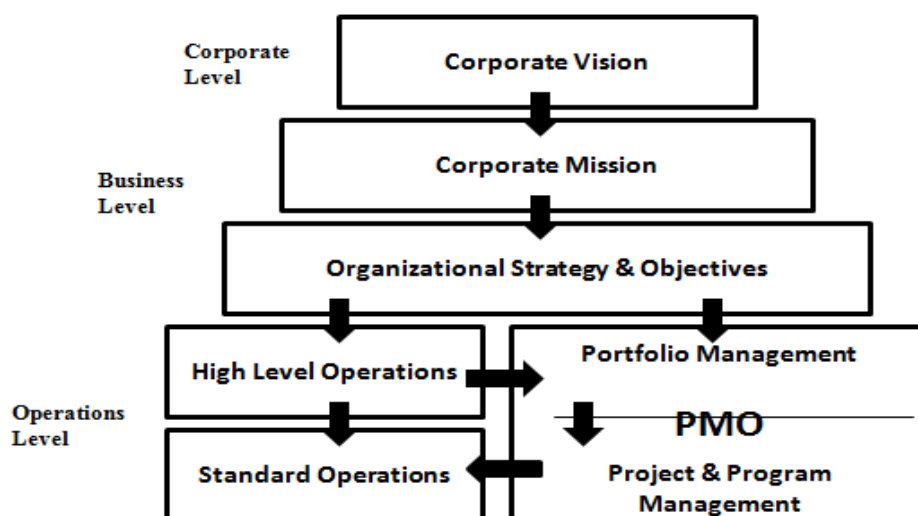 Corporate
Level
Corporate Vision
Corporate Mission
Business
Level
Organizational Strategy & Objectives
High Level Operations
Portfolio Management
Operations
Level
PMO
Standard Operations
Project & Program
Management